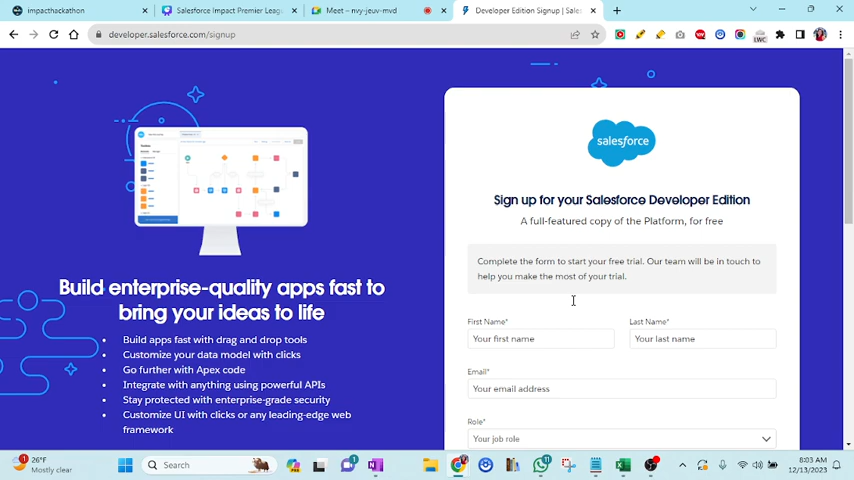 impacthackathon
Salesforce Impact Premier Leag
Meet – nvy-jeuv-mvd
Developer Edition Signup | Sales
developer.salesforce.com/signup
salesforce
Sign up for your Salesforce Developer Edition
A full-featured copy of the Platform, for free
Complete the form to start your free trial. Our team will be in touch to
help you make the most of your trial.
Build enterprise-quality apps fast to
bring your ideas to life
Build apps fast with drag and drop tools
Customize your data model with clicks
Go further with Apex code
Integrate with anything using powerful APIs
Stay protected with enterprise-grade security
Customize UI with clicks or any leading-edge web
framework
First Name*
Last Name*
Your first name
Your last name
Email*
Your email address
Role*
Your job role
26°F
Mostly clear
Search
8:03 AM
12/13/2023